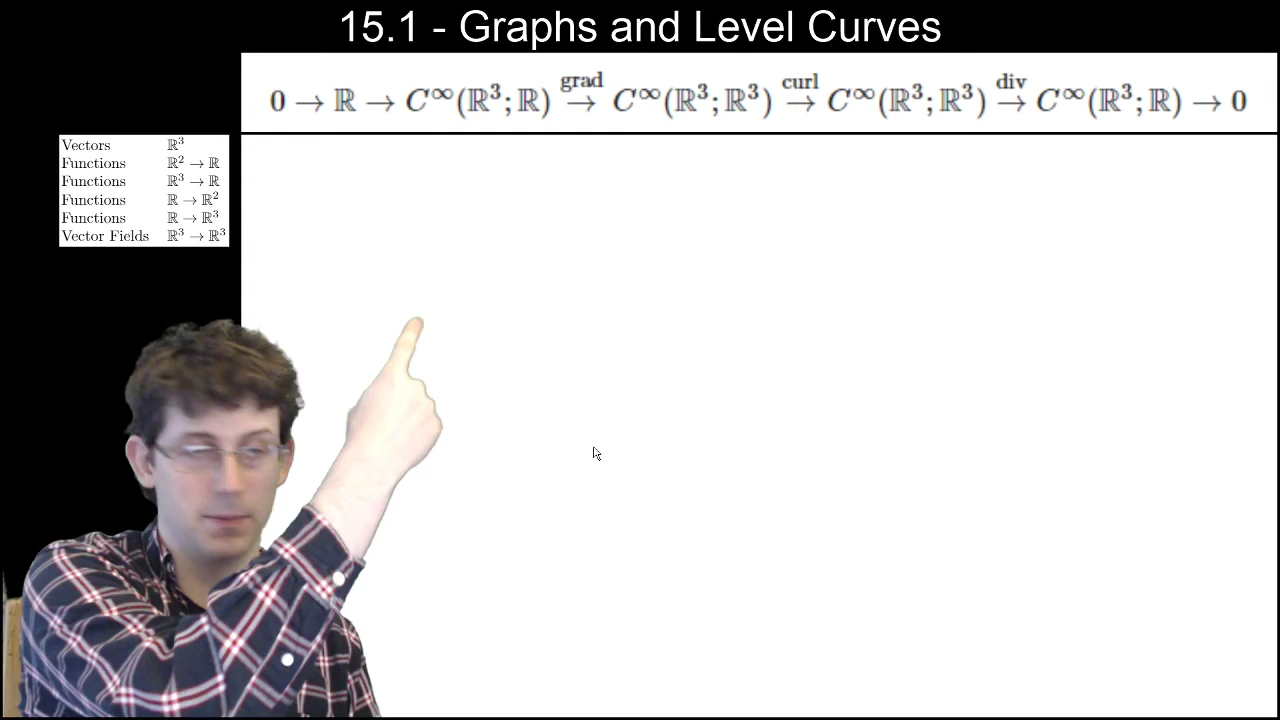 15.1 - Graphs and Level Curves
0 → ℝ → C^∞(ℝ³; ℝ) →^grad C^∞(ℝ³; ℝ³) →^curl C^∞(ℝ³; ℝ³) →^div C^∞(ℝ³; ℝ) → 0
Vectors ℝ³
Functions ℝ² → ℝ
Functions ℝ³ → ℝ
Functions ℝ → ℝ²
Functions ℝ → ℝ³
Vector Fields ℝ³ → ℝ³